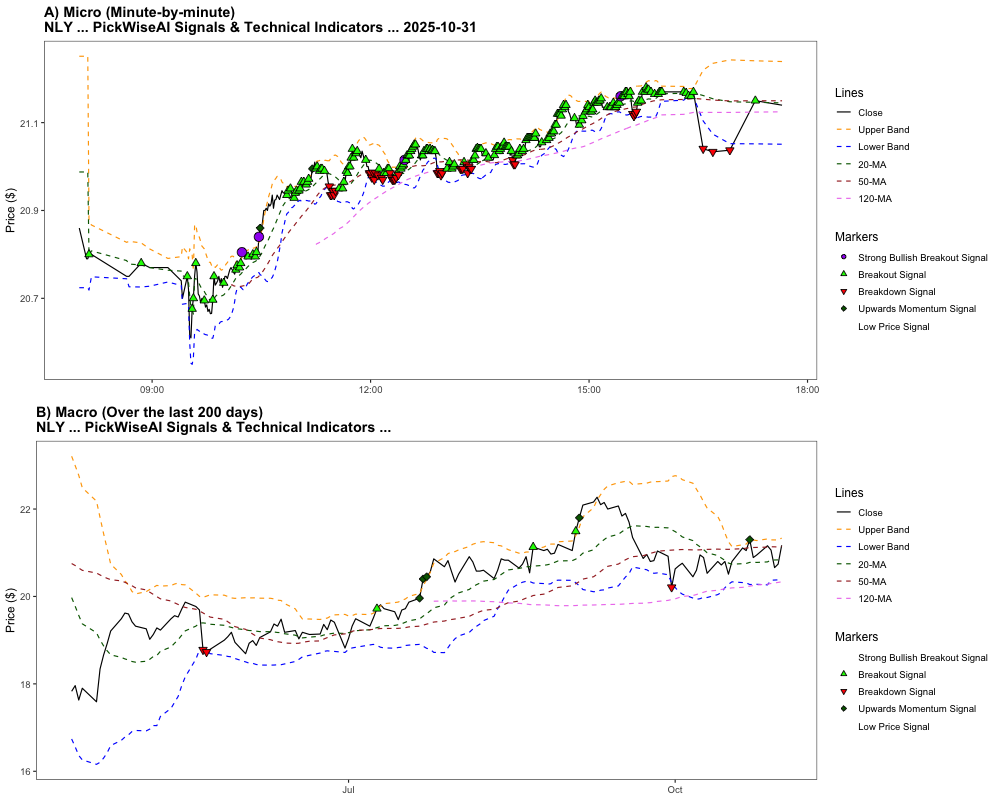 A) Micro (Minute-by-minute)
NLY ... PickWiseAI Signals & Technical Indicators ... 2025-10-31
Price ($)
21.1
20.9
20.7
09:00
12:00
15:00
18:00
Lines
Close
Upper Band
Lower Band
20-MA
50-MA
120-MA
Markers
Strong Bullish Breakout Signal
Breakout Signal
Breakdown Signal
Upwards Momentum Signal
Low Price Signal
B) Macro (Over the last 200 days)
NLY ... PickWiseAI Signals & Technical Indicators ...
Price ($)
22
20
18
16
Jul
Oct
Lines
Close
Upper Band
Lower Band
20-MA
50-MA
120-MA
Markers
Strong Bullish Breakout Signal
Breakout Signal
Breakdown Signal
Upwards Momentum Signal
Low Price Signal